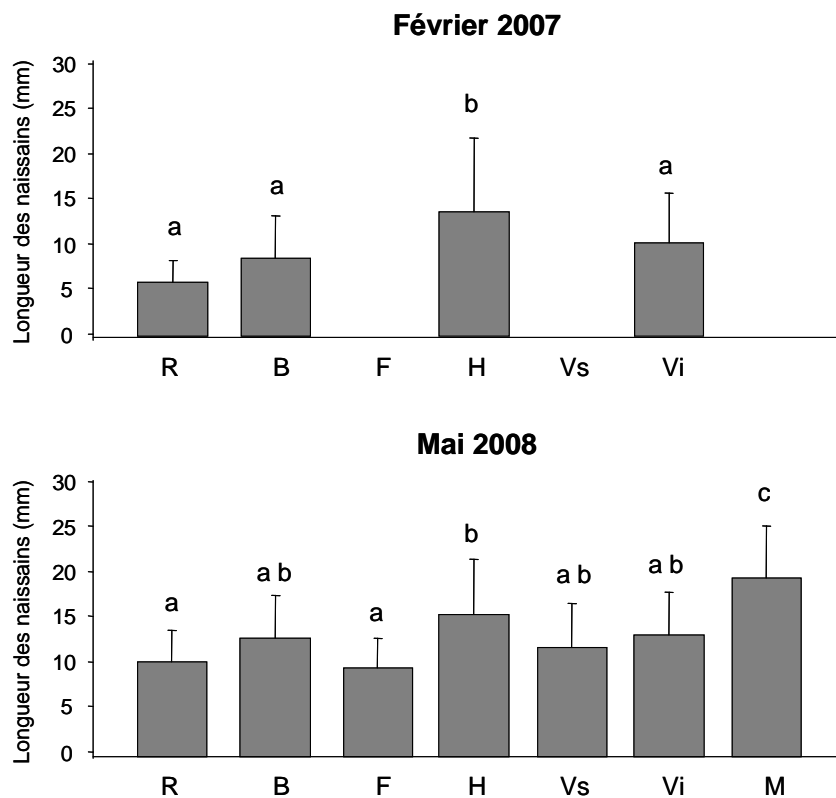 Février 2007
Longueur des naissains (mm)
30
25
20
15
10
5
0
a
a
b
a
R B F H Vs Vi
Mai 2008
Longueur des naissains (mm)
30
25
20
15
10
5
0
a
a b
a
b
a b
a b
c
R B F H Vs Vi M